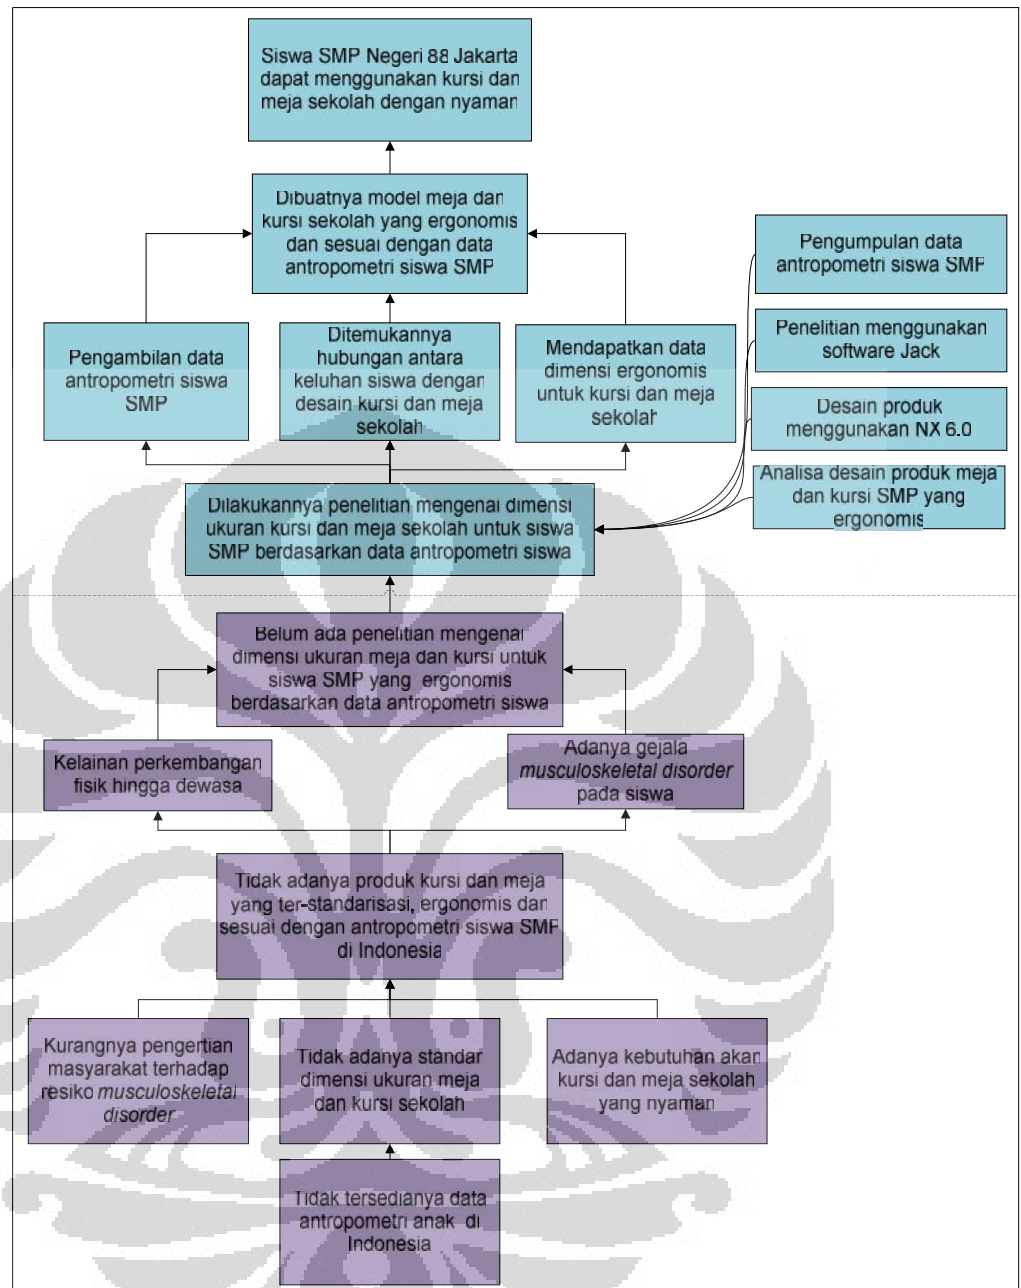 Siswa SMP Negeri 88 Jakarta
dapat menggunakan kursi dan
meja sekolah dengan nyaman
Dibuatnya model meja dan
kursi sekolah yang ergonomis
dan sesuai dengan data
antropometri siswa SMP
Pengumpulan data
antropometri siswa SMP
Penelitian menggunakan
software Jack
Desain produk
menggunakan NX 6.0
Analisa desain produk meja
dan kursi SMP yang
ergonomis
Pengambilan data
antropometri siswa
SMP
Ditemukannya
hubungan antara
keluhan siswa dengan
desain kursi dan meja
sekolah
Mendapatkan data
dimensi ergonomis
untuk kursi dan meja
sekolah
Dilakukannya penelitian mengenai dimensi
ukuran kursi dan meja sekolah untuk siswa
SMP berdasarkan data antropometri siswa
Belum ada penelitian mengenai
dimensi ukuran meja dan kursi untuk
siswa SMP yang ergonomis
berdasarkan data antropometri siswa
Kelainan perkembangan
fisik hingga dewasa
Adanya gejala
musculoskeletal disorder
pada siswa
Tidak adanya produk kursi dan meja
yang ter-standarisasi, ergonomis dan
sesuai dengan antropometri siswa SMP
di Indonesia
Kurangnya pengertian
masyarakat terhadap
resiko musculoskeletal
disorder
Tidak adanya standar
dimensi ukuran meja
dan kursi sekolah
Adanya kebutuhan akan
kursi dan meja sekolah
yang nyaman
Tidak tersedianya data
antropometri anak di
Indonesia